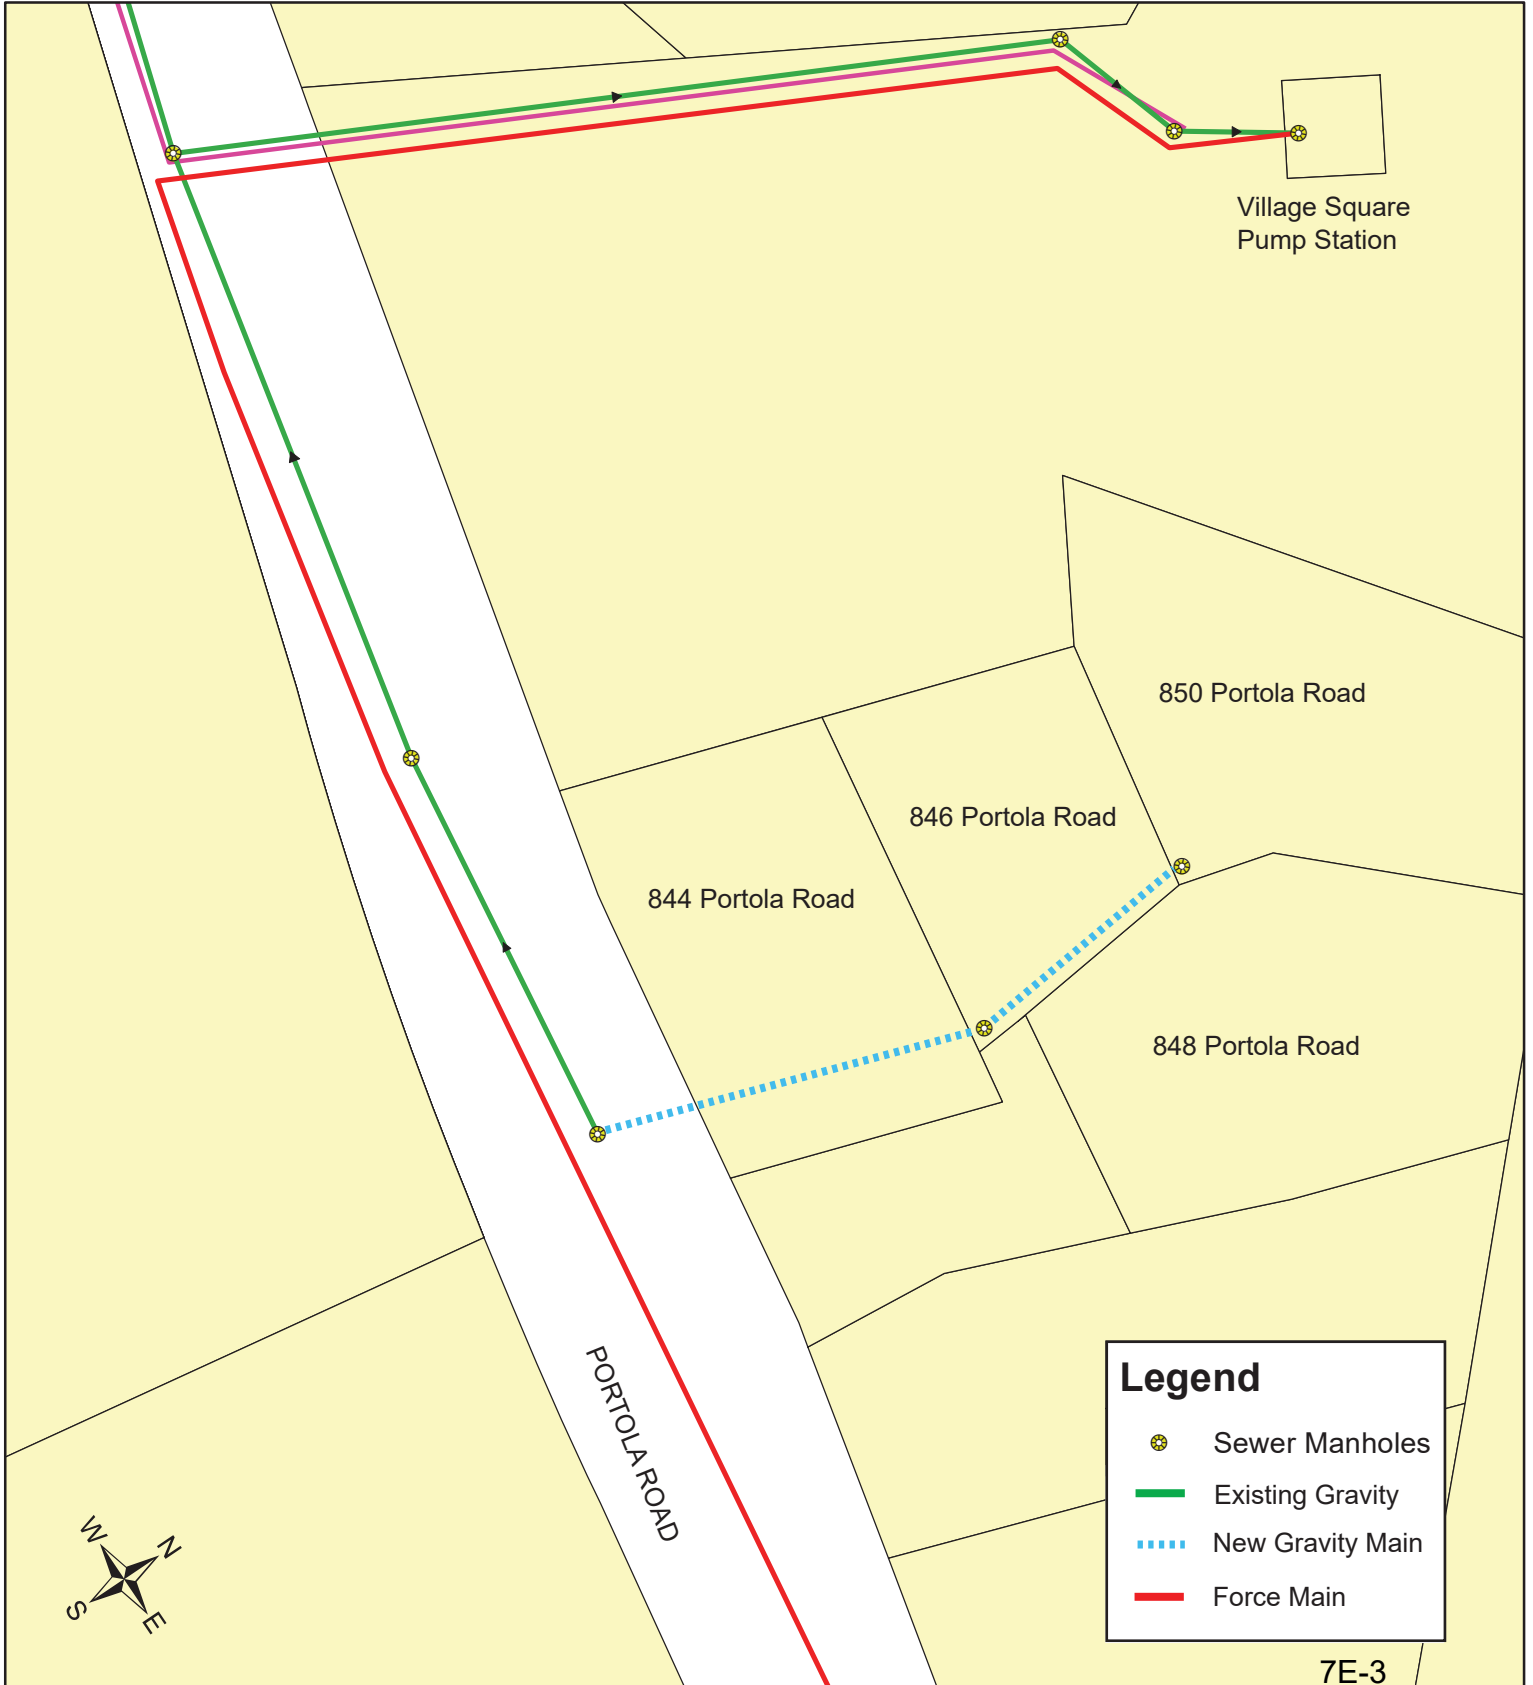 Village Square
Pump Station
850 Portola Road
846 Portola Road
844 Portola Road
848 Portola Road
PORTOLA ROAD
Legend
Sewer Manholes
Existing Gravity
New Gravity Main
Force Main
W
N
S
E
7E-3